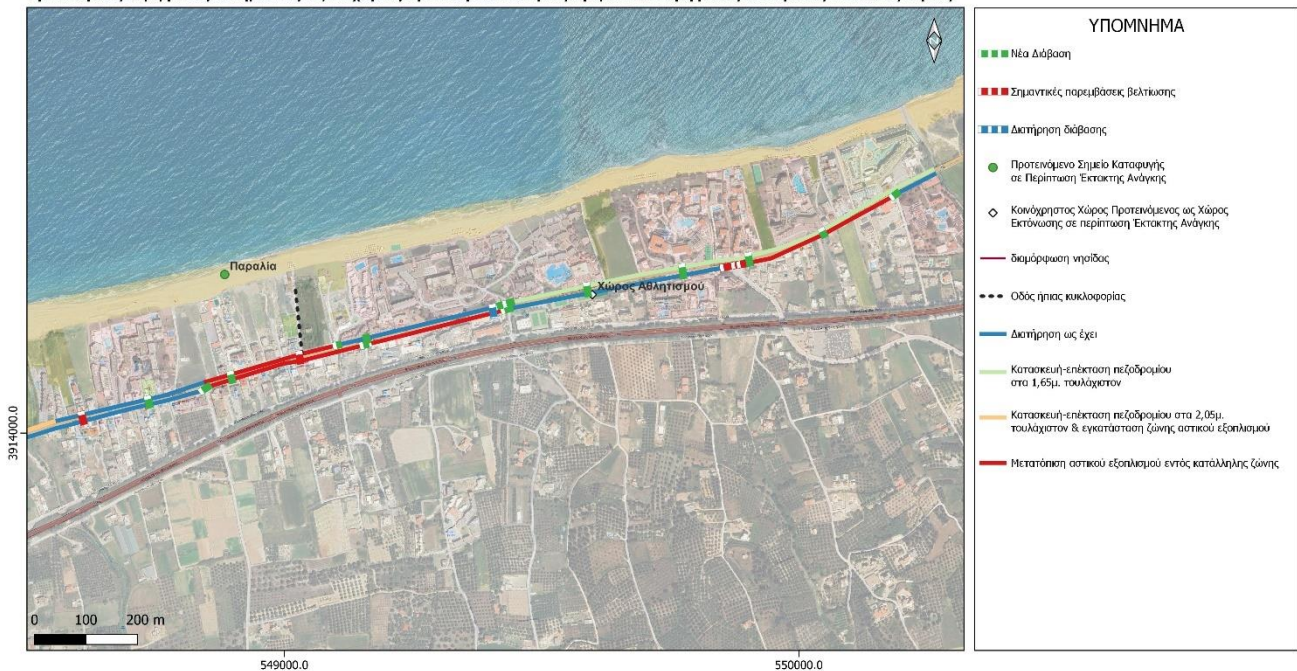 ΥΠΟΜΝΗΜΑ
Νέα Διάβαση
Σημαντικές παρεμβάσεις βελτίωσης
Διατήρηση διάβασης
Προτεινόμενο Σημείο Καταφυγής
σε Περίπτωση Έκτακτης Ανάγκης
Κοινόχρηστος Χώρος Προτεινόμενος ως Χώρος
Εκτόνωσης σε περίπτωση Έκτακτης Ανάγκης
διαμόρφωση νησίδας
Οδός ήπιας κυκλοφορίας
Διατήρηση ως έχει
Κατασκευή-επέκταση πεζοδρομίου
στα 1,65μ. τουλάχιστον
Κατασκευή-επέκταση πεζοδρομίου στα 2,05μ.
τουλάχιστον & εγκατάσταση ζώνης αστικού εξοπλισμού
Μετατόπιση αστικού εξοπλισμού εντός κατάλληλης ζώνης
Παραλία
Χώρος Αθλητισμού
3914000.0
0 100 200 m
549000.0
550000.0